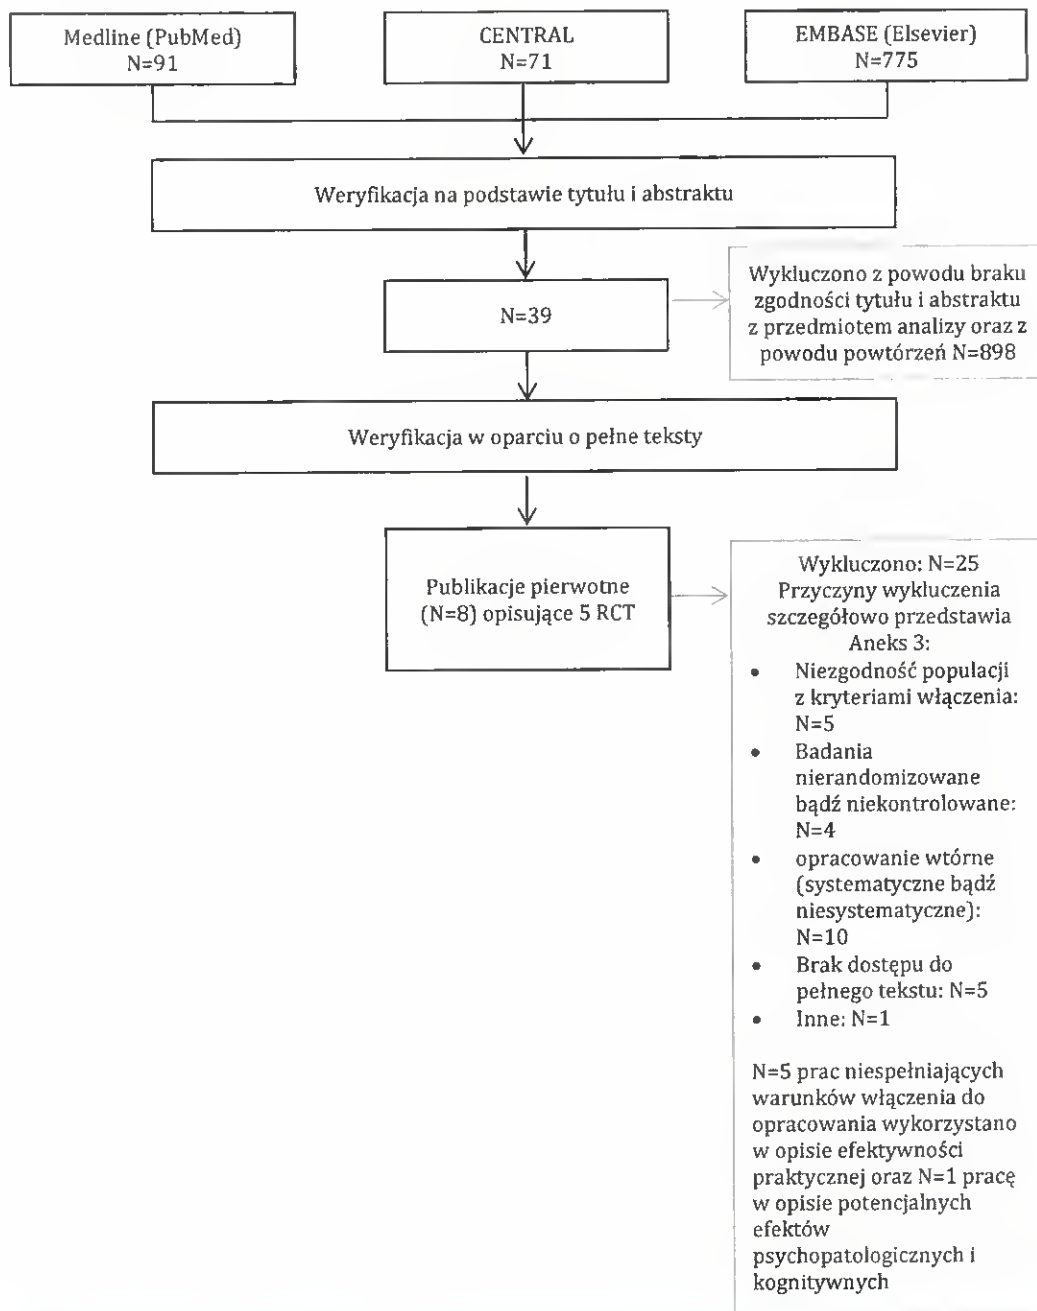 Medline (PubMed)
N=91
CENTRAL
N=71
EMBASE (Elsevier)
N=775
Weryfikacja na podstawie tytułu i abstraktu
N=39
Wykluczono z powodu braku
zgodności tytułu i abstraktu
z przedmiotem analizy oraz z
powodu powtórzeń N=898
Weryfikacja w oparciu o pełne teksty
Publikacje pierwotne
(N=8) opisujące 5 RCT
Wykluczono: N=25
Przyczyny wykluczenia
szczegółowo przedstawia
Aneks 3:
• Niezgodność populacji
z kryteriami włączenia:
N=5
• Badania
nierandomizowane
bądź niekontrolowane:
N=4
• opracowanie wtórne
(systematyczne bądź
niesystematyczne):
N=10
• Brak dostępu do
pełnego tekstu: N=5
• Inne: N=1
N=5 prac niespełniających
warunków włączenia do
opracowania wykorzystano
w opisie efektywności
praktycznej oraz N=1 pracę
w opisie potencjalnych
efektów
psychopatologicznych i
kognitywnych